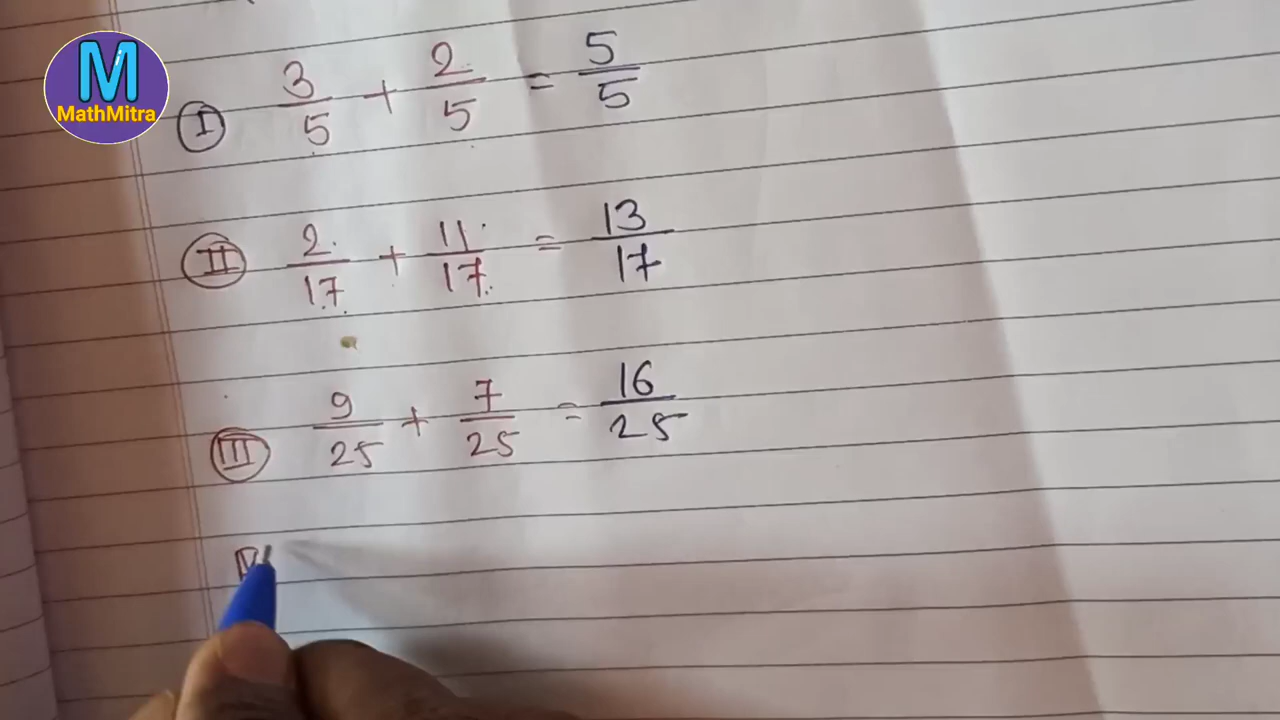 M
MathMitra
I 3/5 + 2/5 = 5/5
II 2/17 + 11/17 = 13/17
III 9/25 + 7/25 = 16/25
IV